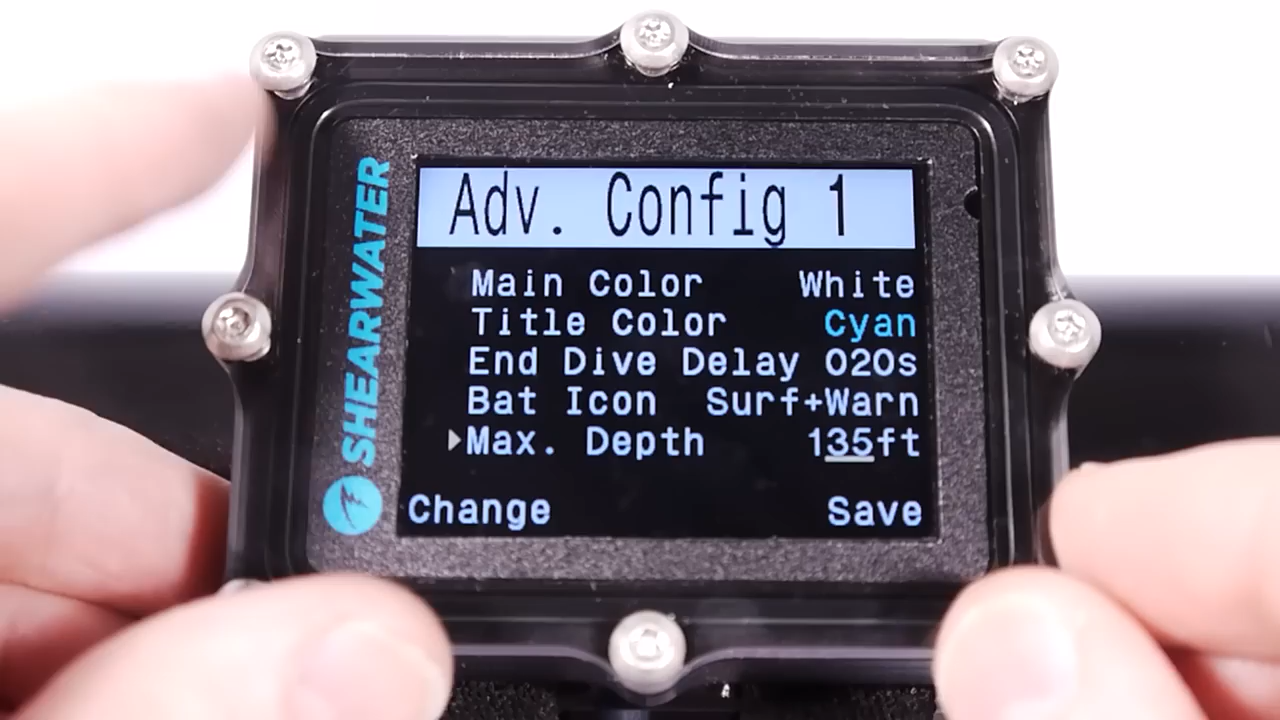 SHEARWATER
Adv. Config 1
Main Color White
Title Color Cyan
End Dive Delay 020s
Bat Icon Surf+Warn
Max. Depth 135ft
Change Save